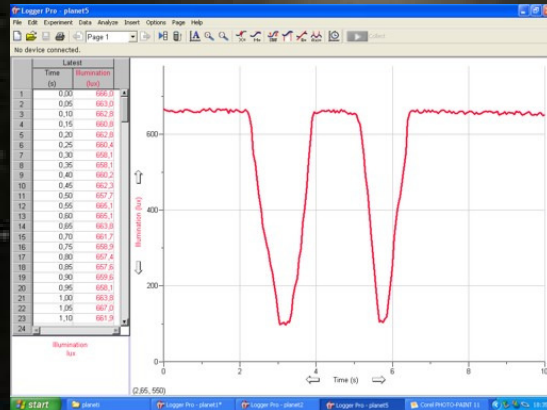 Logger Pro - planet5
File Edit Experiment Data Analyze Insert Options Page Help
Page 1
Collect
No device connected.
Latest
Time Illumination
(s) (lux)
1 0,00 666,0
2 0,05 663,0
3 0,10 662,8
4 0,15 660,8
5 0,20 662,8
6 0,25 660,4
7 0,30 658,1
8 0,35 658,1
9 0,40 660,2
10 0,45 662,3
11 0,50 657,7
12 0,55 665,1
13 0,60 665,1
14 0,65 663,8
15 0,70 661,7
16 0,75 658,9
17 0,80 657,4
18 0,85 657,6
19 0,90 659,6
20 0,95 658,1
21 1,00 663,8
22 1,05 667,0
23 1,10 661,9
24
Illumination
lux
Illumination (lux)
600
400
200
0
0 2 4 6 8 10
Time (s)
(2,65, 550)
start
planeti
Logger Pro - planet1*
Logger Pro - planet2
Logger Pro - planet5
Corel PHOTO-PAINT 11